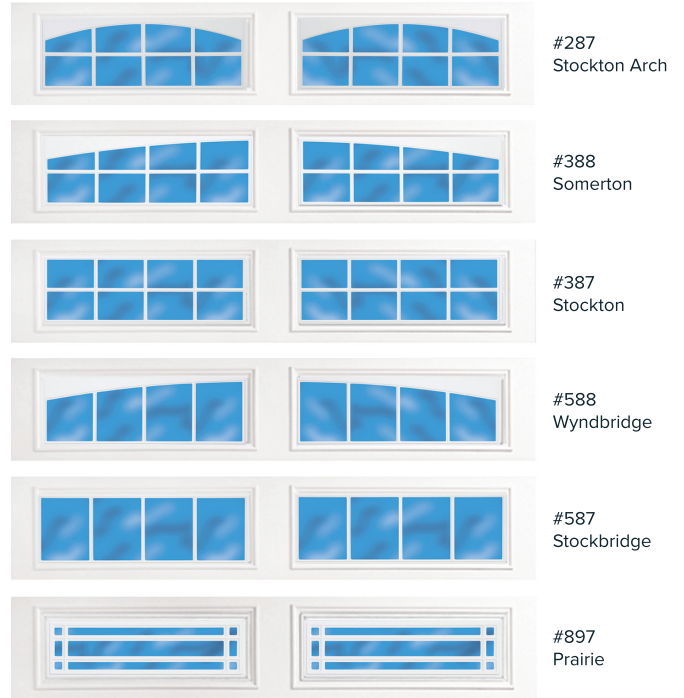 #287
Stockton Arch
#388
Somerton
#387
Stockton
#588
Wyndbridge
#587
Stockbridge
#897
Prairie